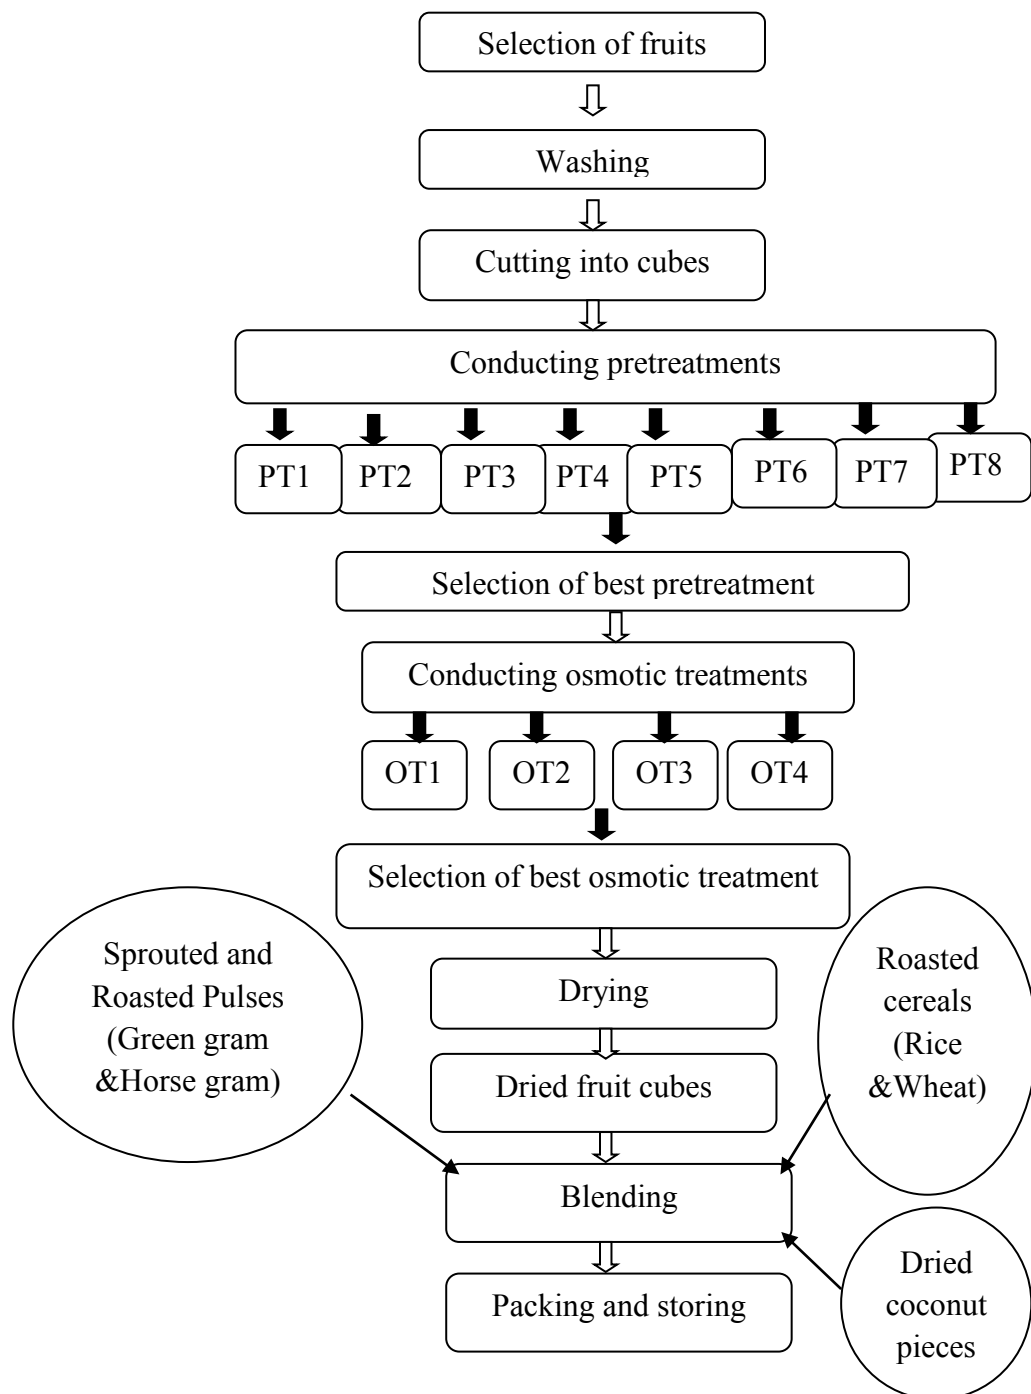 Selection of fruits
Washing
Cutting into cubes
Conducting pretreatments
PT1 PT2 PT3 PT4 PT5 PT6 PT7 PT8
Selection of best pretreatment
Conducting osmotic treatments
OT1 OT2 OT3 OT4
Selection of best osmotic treatment
Sprouted and
Roasted Pulses
(Green gram
&Horse gram)
Roasted
cereals
(Rice
&Wheat)
Drying
Dried fruit cubes
Blending
Dried
coconut
pieces
Packing and storing